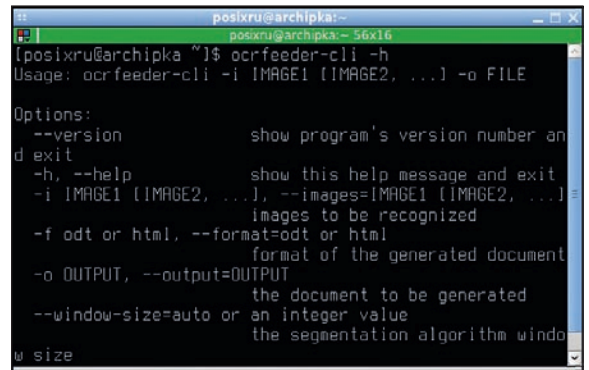 posixru@archipka:~
posixru@archipka:~ 56x16
[posixru@archipka ~]$ ocrfeeder-cli -h
Usage: ocrfeeder-cli -i IMAGE1 [IMAGE2, ...] -o FILE
Options:
--version show program's version number an
d exit
-h, --help show this help message and exit
-i IMAGE1 [IMAGE2, ...], --images=IMAGE1 [IMAGE2, ...]
images to be recognized
-f odt or html, --format=odt or html
format of the generated document
-o OUTPUT, --output=OUTPUT
the document to be generated
--window-size=auto or an integer value
the segmentation algorithm windo
w size